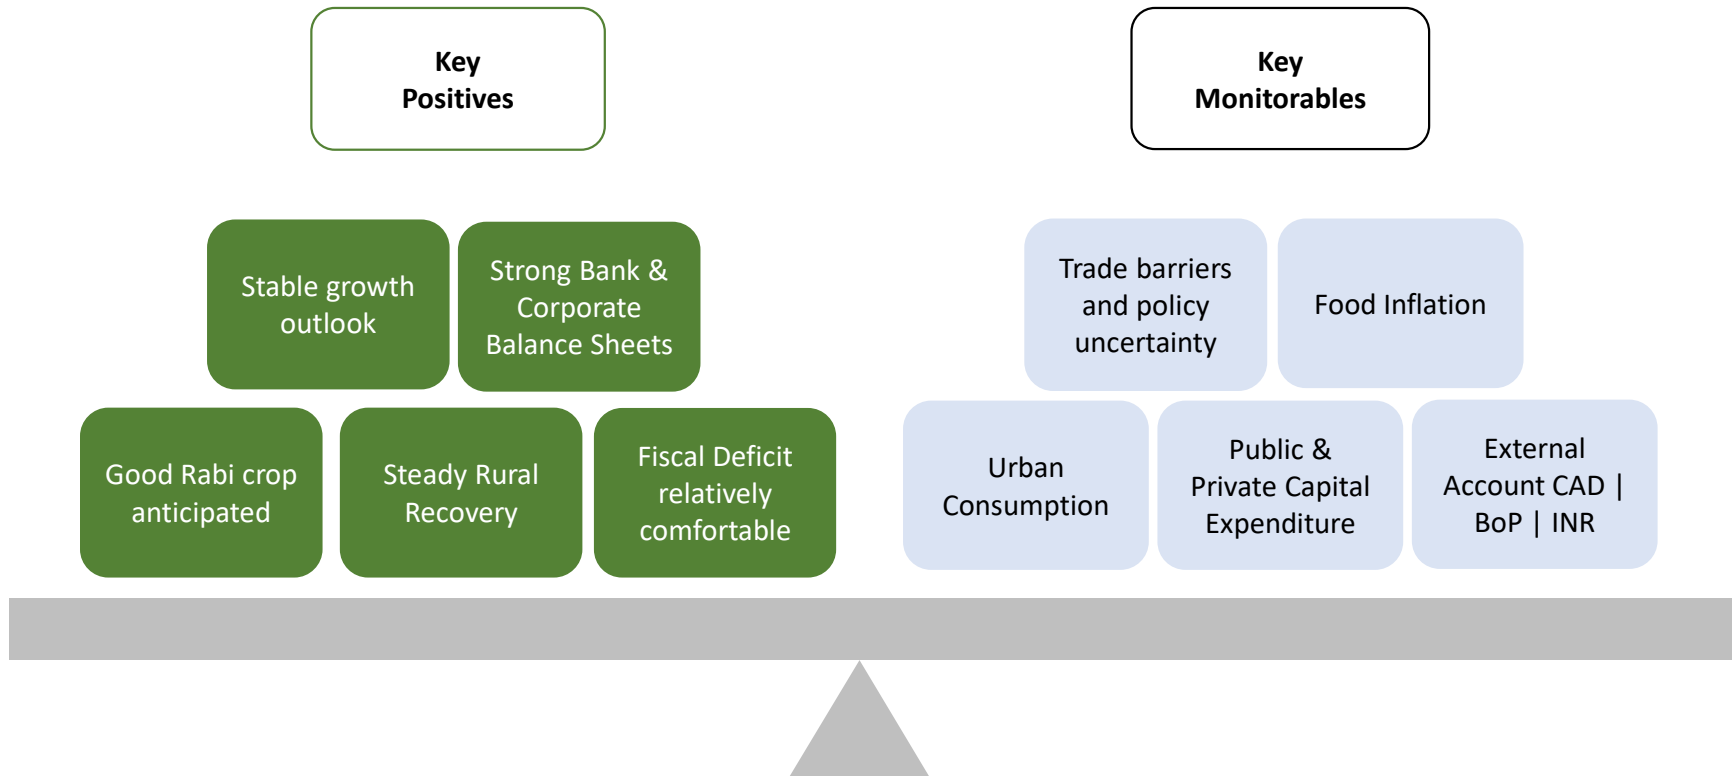 Key
Positives
Key
Monitorables
Stable growth
outlook
Strong Bank &
Corporate
Balance Sheets
Trade barriers
and policy
uncertainty
Food Inflation
Good Rabi crop
anticipated
Steady Rural
Recovery
Fiscal Deficit
relatively
comfortable
Urban
Consumption
Public &
Private Capital
Expenditure
External
Account CAD |
BoP | INR